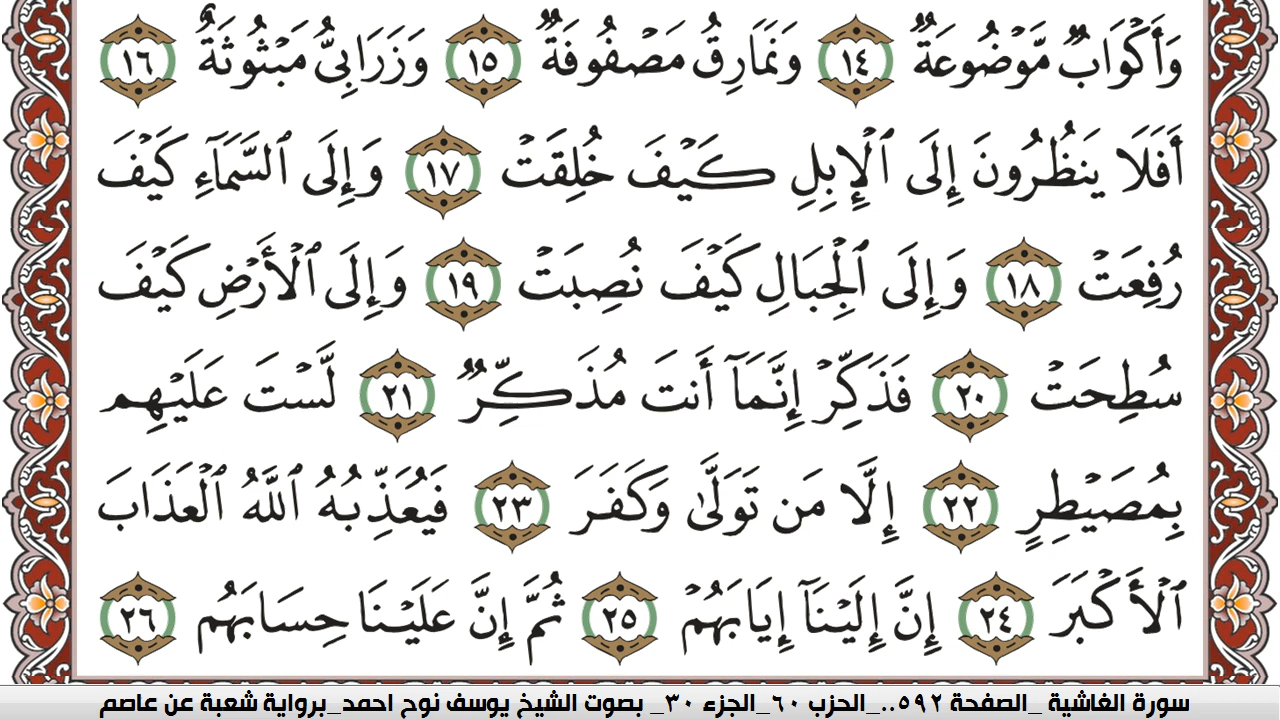 وَأَكْوَابٌ مَّوْضُوعَةٌ ١٤ وَنَمَارِقُ مَصْفُوفَةٌ ١٥ وَزَرَابِيُّ مَبْثُوثَةٌ ١٦
أَفَلَا يَنظُرُونَ إِلَى ٱلْإِبِلِ كَيْفَ خُلِقَتْ ١٧ وَإِلَى ٱلسَّمَآءِ كَيْفَ
رُفِعَتْ ١٨ وَإِلَى ٱلْجِبَالِ كَيْفَ نُصِبَتْ ١٩ وَإِلَى ٱلْأَرْضِ كَيْفَ
سُطِحَتْ ٢٠ فَذَكِّرْ إِنَّمَآ أَنتَ مُذَكِّرٌ ٢١ لَّسْتَ عَلَيْهِم
بِمُصَيْطِرٍ ٢٢ إِلَّا مَن تَوَلَّىٰ وَكَفَرَ ٢٣ فَيُعَذِّبُهُ ٱللَّهُ ٱلْعَذَابَ
ٱلْأَكْبَرَ ٢٤ إِنَّ إِلَيْنَآ إِيَابَهُمْ ٢٥ ثُمَّ إِنَّ عَلَيْنَا حِسَابَهُم ٢٦
سورة الغاشية _الصفحة ٥٩٢.._الحزب ٦٠_الجزء ٣٠_ بصوت الشيخ يوسف نوح احمد_برواية شعبة عن عاصم